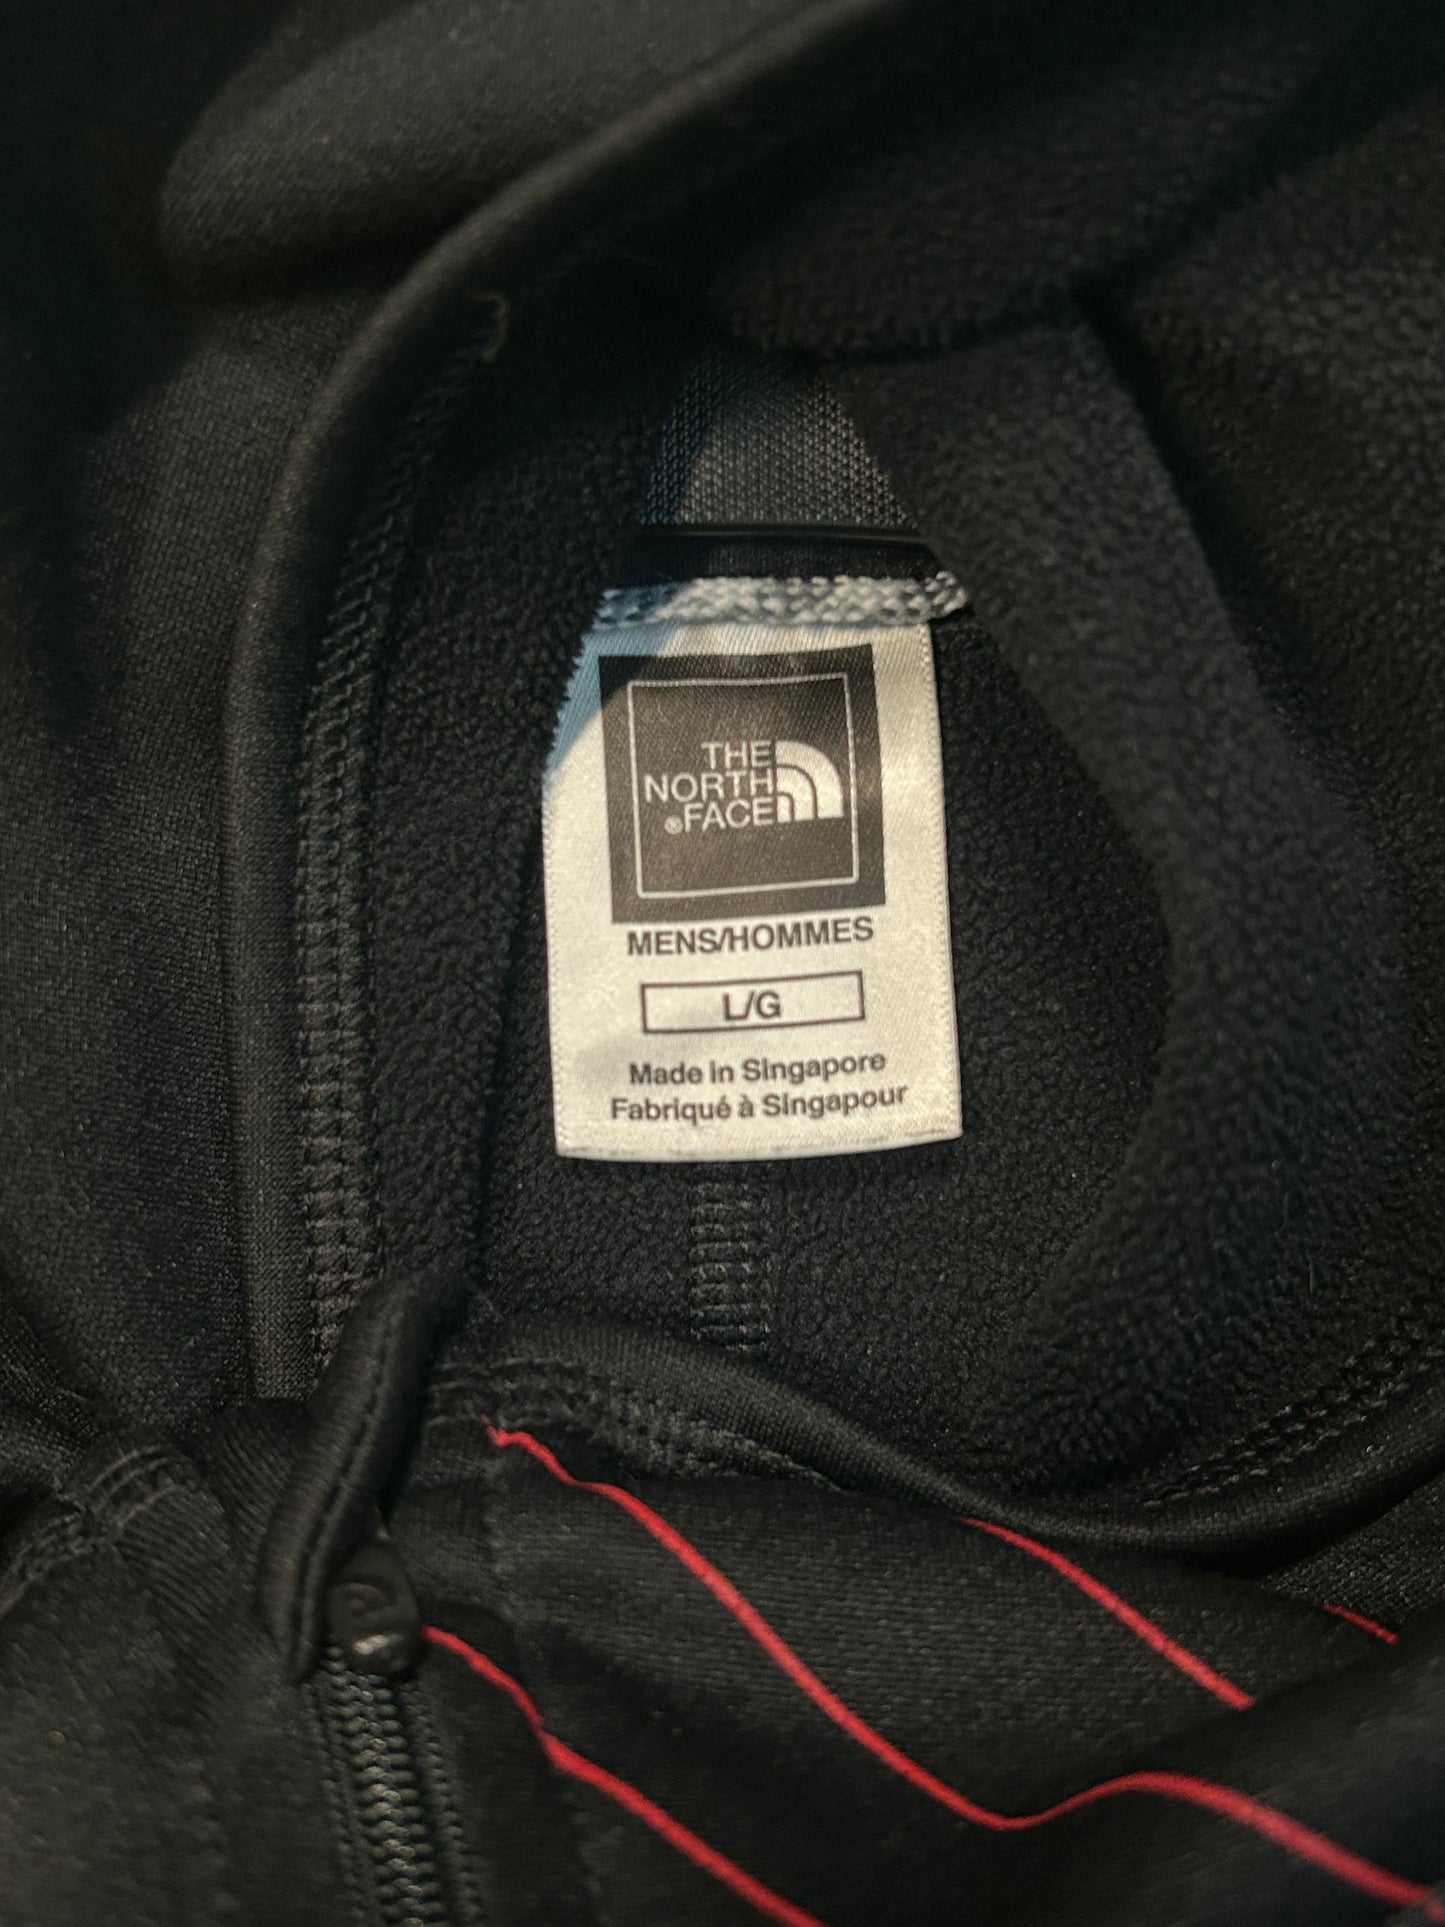 THE
NORTH
®FACE
MENS/HOMMES
L/G
Made in Singapore
Fabriqué à Singapour